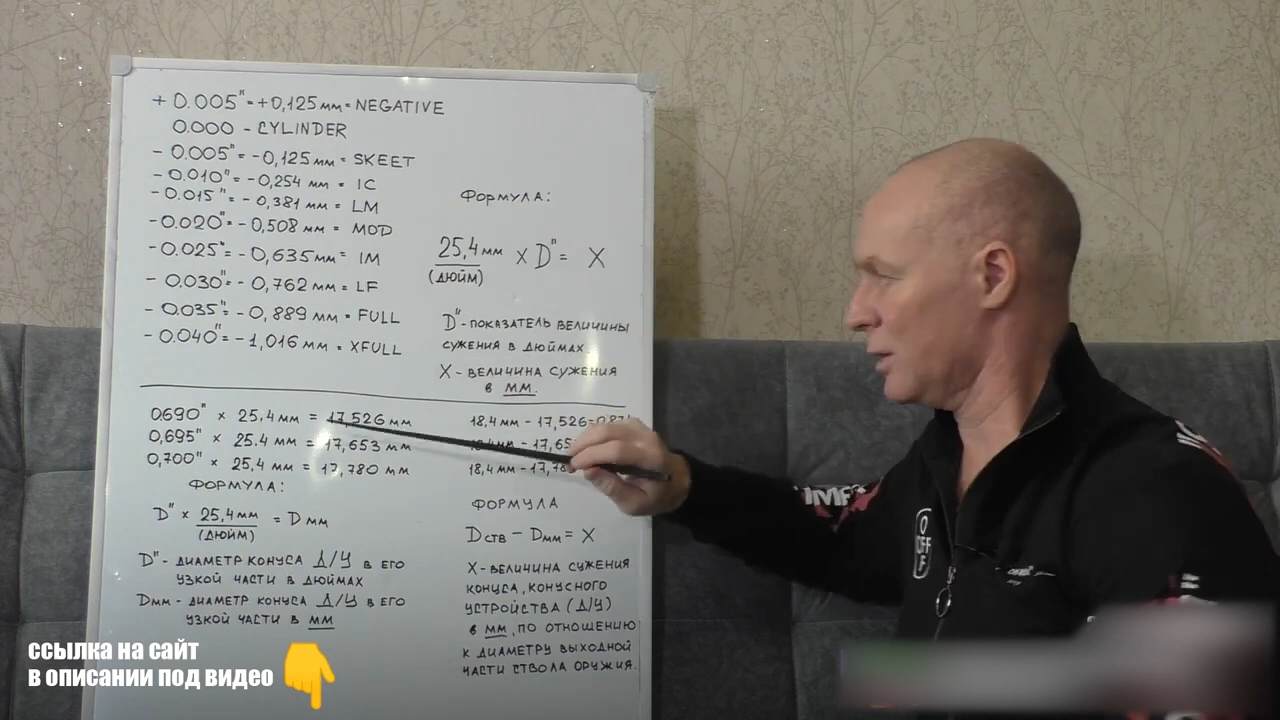 + 0.005" = +0,125 мм = NEGATIVE
0.000 - CYLINDER
- 0.005" = -0,125 мм = SKEET
- 0.010" = -0,254 мм = IC
- 0.015" = - 0,381 мм = LM
- 0.020" = - 0,508 мм = MOD
- 0.025" = - 0,635 мм = IM
- 0.030" = - 0,762 мм = LF
- 0.035" = - 0,889 мм = FULL
- 0.040" = - 1,016 мм = XFULL
ФОРМУЛА:
25,4 мм x D" = X
(ДЮЙМ)
D" - ПОКАЗАТЕЛЬ ВЕЛИЧИНЫ
СУЖЕНИЯ В ДЮЙМАХ.
X - ВЕЛИЧИНА СУЖЕНИЯ
В ММ.
0.690" x 25.4 мм = 17,526 мм
0,695" x 25.4 мм = 17,653 мм
0,700" x 25,4 мм = 17,780 мм
ФОРМУЛА:
D" x 25,4 мм = D мм
(ДЮЙМ)
D" - ДИАМЕТР КОНУСА Д/У В ЕГО
УЗКОЙ ЧАСТИ В ДЮЙМАХ
Dмм - ДИАМЕТР КОНУСА Д/У В ЕГО
УЗКОЙ ЧАСТИ В ММ
18,4 мм - 17,526=
мм - 17,65
18,4 мм -
ФОРМУЛА
Dств - Dмм = X
X - ВЕЛИЧИНА СУЖЕНИЯ
КОНУСА, КОНУСНОГО
УСТРОЙСТВА (Д/У)
В ММ, ПО ОТНОШЕНИЮ
К ДИАМЕТРУ ВЫХОДНОЙ
ЧАСТИ СТВОЛА ОРУЖИЯ.
O
OFF
F
ссылка на сайт
в описании под видео